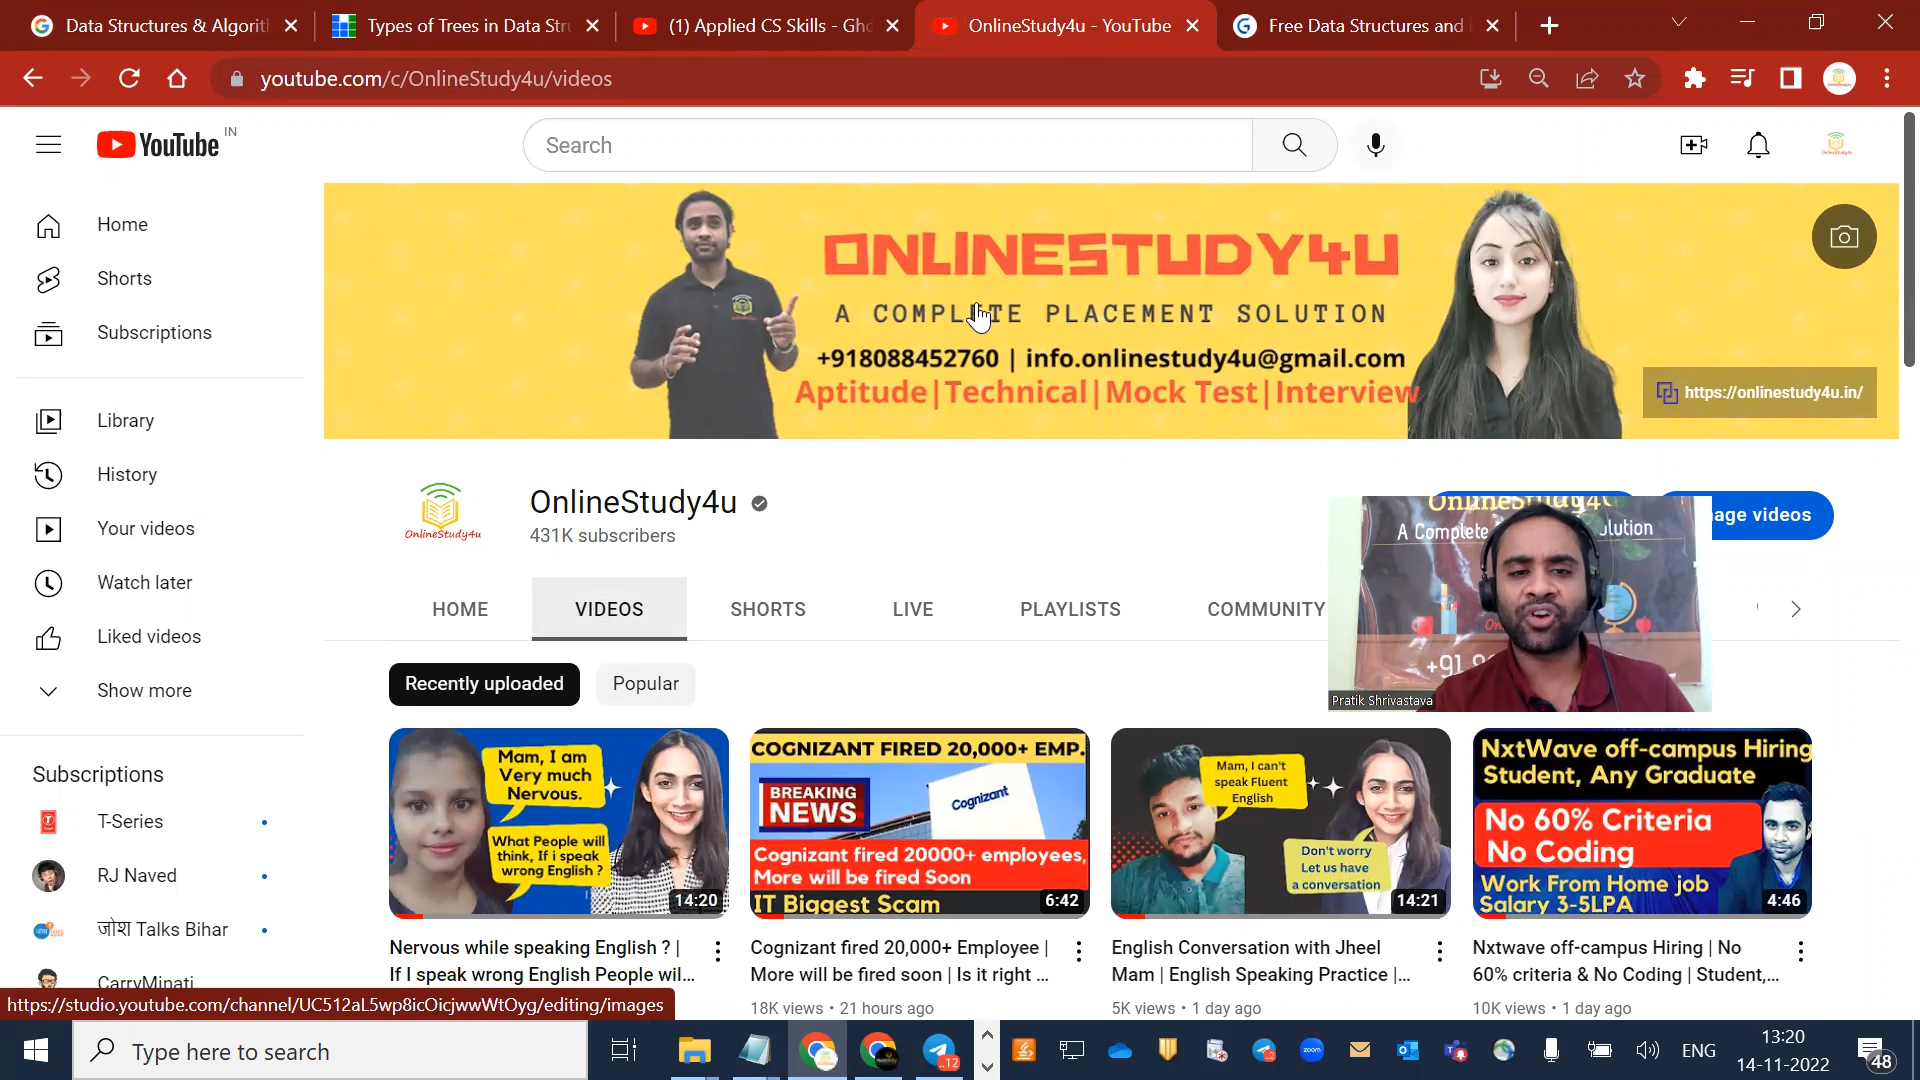 Data Structures & Algorith
Types of Trees in Data Str
(1) Applied CS Skills - Gho
OnlineStudy4u - YouTube
Free Data Structures and
youtube.com/c/OnlineStudy4u/videos
YouTube IN
Search
Home
Shorts
Subscriptions
Library
History
Your videos
Watch later
Liked videos
Show more
Subscriptions
T-Series
RJ Naved
जोश Talks Bihar
CarryMinati
ONLINESTUDY4U
A COMPLETE PLACEMENT SOLUTION
+918088452760 | info.onlinestudy4u@gmail.com
Aptitude|Technical|Mock Test|Interview
https://onlinestudy4u.in/
OnlineStudy4u
OnlineStudy4u
431K subscribers
age videos
OnlineStudy4u
A Complete olution
+91
Pratik Shrivastava
HOME
VIDEOS
SHORTS
LIVE
PLAYLISTS
COMMUNITY
Recently uploaded
Popular
Mam, I am
Very much
Nervous.
What People will
think, If i speak
wrong English ?
14:20
Nervous while speaking English ? |
If I speak wrong English People wil...
COGNIZANT FIRED 20,000+ EMP.
BREAKING
NEWS
Cognizant
Cognizant fired 20000+ employees,
More will be fired Soon
IT Biggest Scam
6:42
Cognizant fired 20,000+ Employee |
More will be fired soon | Is it right ...
18K views • 21 hours ago
Mam, I can't
speak Fluent
English
Don't worry
Let us have
a conversation
14:21
English Conversation with Jheel
Mam | English Speaking Practice |...
5K views • 1 day ago
NxtWave off-campus Hiring
Student, Any Graduate
No 60% Criteria
No Coding
Work From Home job
Salary 3-5LPA
4:46
Nxtwave off-campus Hiring | No
60% criteria & No Coding | Student,...
10K views • 1 day ago
https://studio.youtube.com/channel/UC512aL5wp8icOicjwwWtOyg/editing/images
Type here to search
..12
2
zoom
ENG
13:20
14-11-2022
48